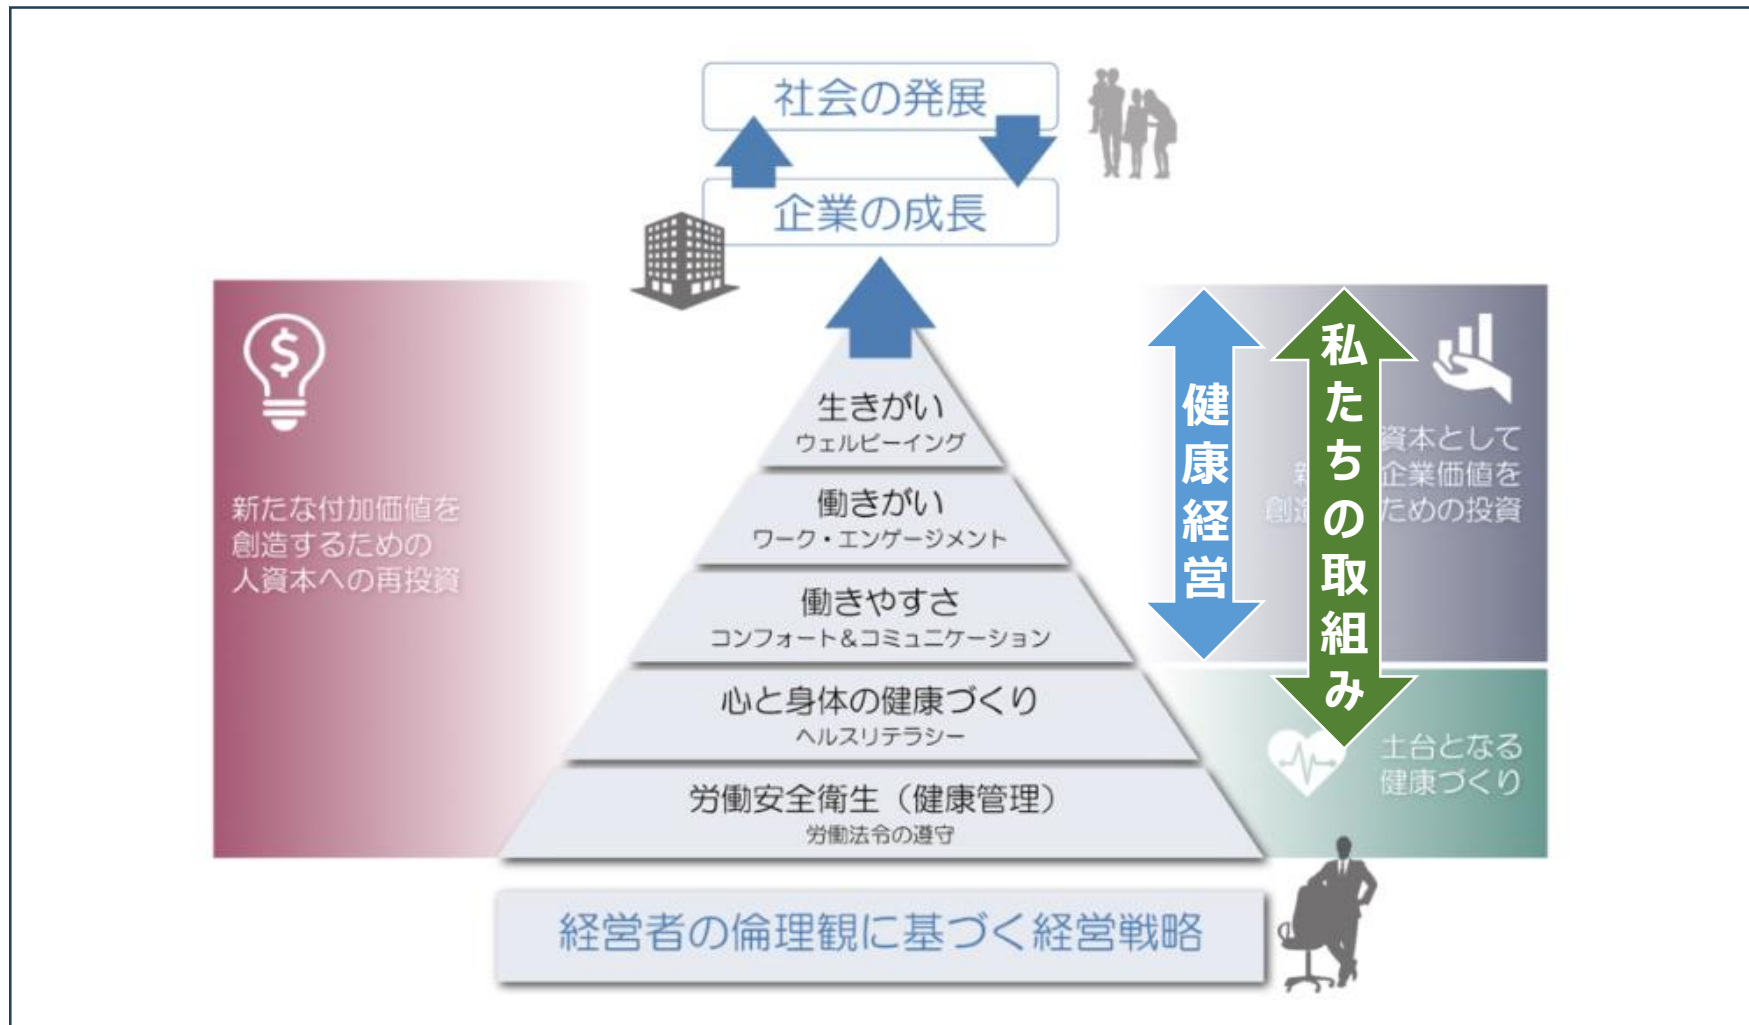 社会の発展
企業の成長
生きがい
ウェルビーイング
働きがい
ワーク・エンゲージメント
働きやすさ
コンフォート＆コミュニケーション
心と身体の健康づくり
ヘルスリテラシー
労働安全衛生（健康管理）
労働法令の遵守
経営者の倫理観に基づく経営戦略
$
新たな付加価値を
創造するための
人資本への再投資
健康経営
私たちの取組み
資本として
企業価値を
ための投資
土台となる
健康づくり